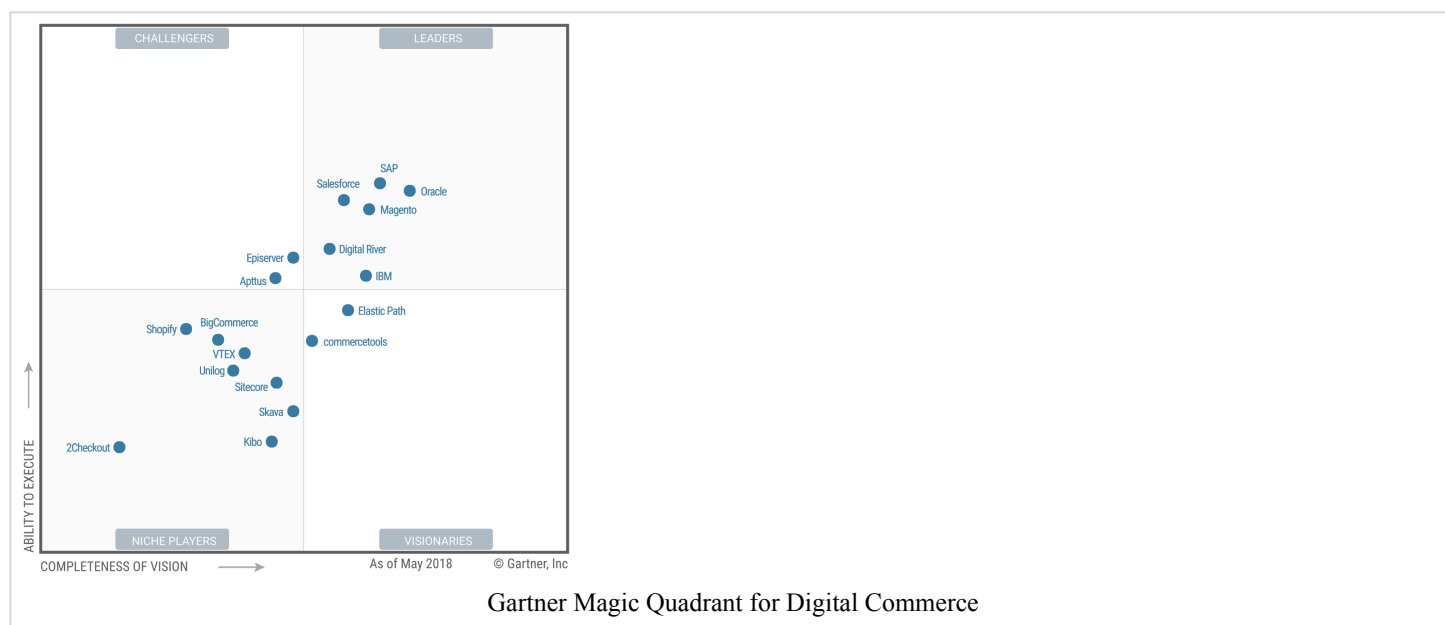 CHALLENGERS
LEADERS
SAP
Salesforce
Oracle
Magento
Digital River
Episerver
IBM
Apttus
Elastic Path
BigCommerce
Shopify
commercetools
VTEX
Unilog
Sitecore
Skava
Kibo
2Checkout
ABILITY TO EXECUTE
NICHE PLAYERS
VISIONARIES
COMPLETENESS OF VISION
As of May 2018
© Gartner, Inc
Gartner Magic Quadrant for Digital Commerce